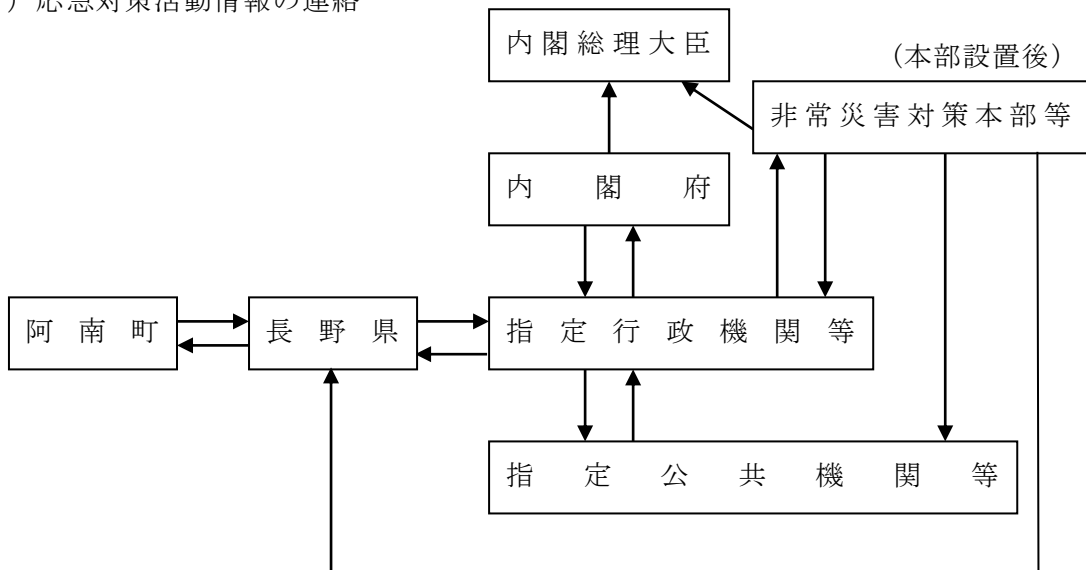 ）応急対策活動情報の連絡
内閣総理大臣
（本部設置後）
非常災害対策本部等
内閣府
阿南町
長野県
指定行政機関等
指定公共機関等